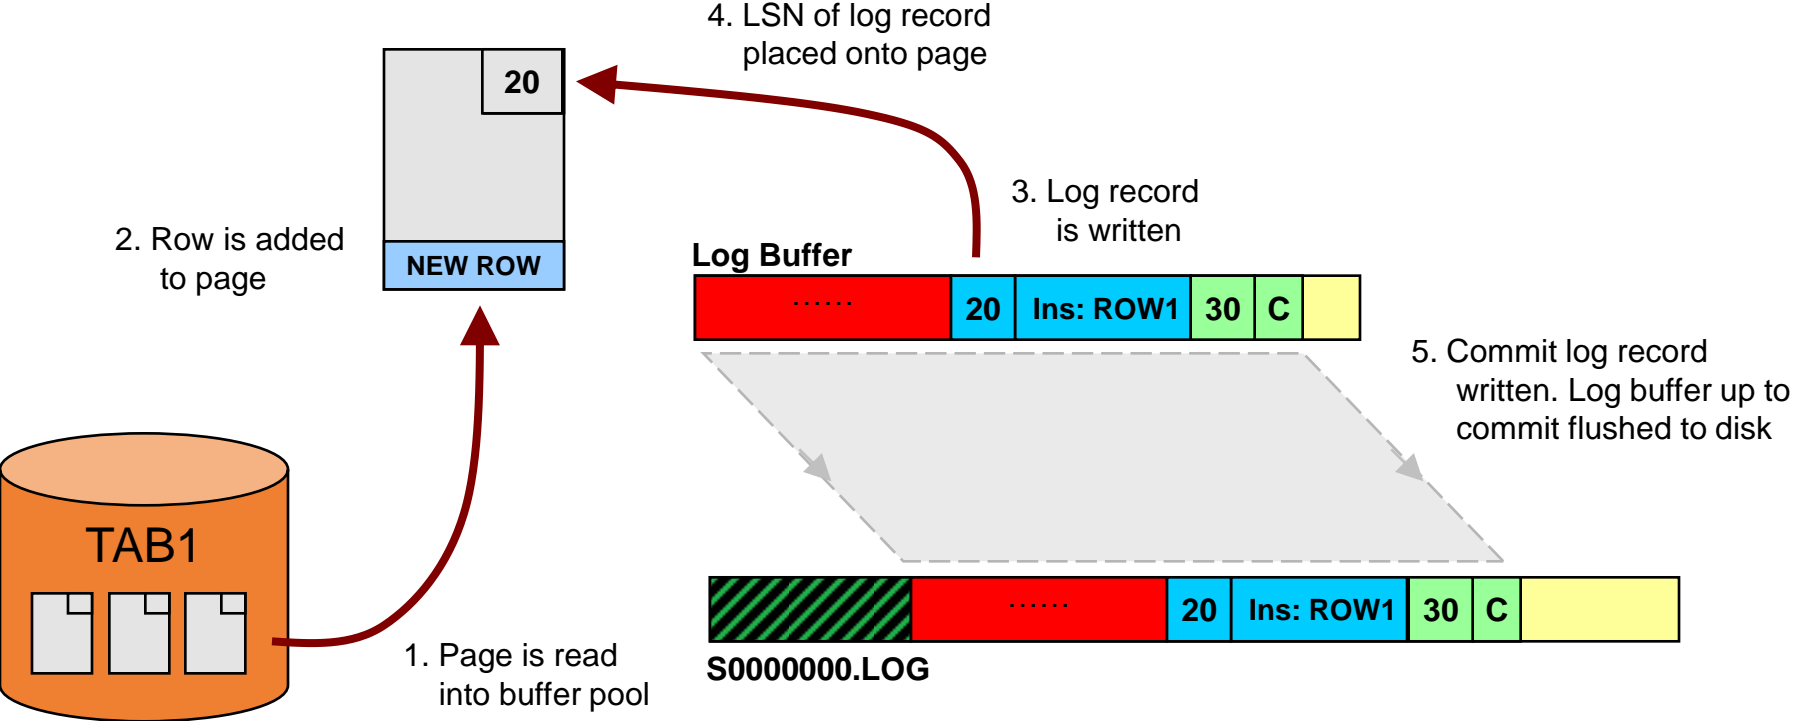 4. LSN of log record
placed onto page
20
3. Log record
is written
2. Row is added
to page
NEW ROW
Log Buffer
...... 20 Ins: ROW1 30 C
5. Commit log record
written. Log buffer up to
commit flushed to disk
TAB1
...... 20 Ins: ROW1 30 C
1. Page is read
into buffer pool
S0000000.LOG